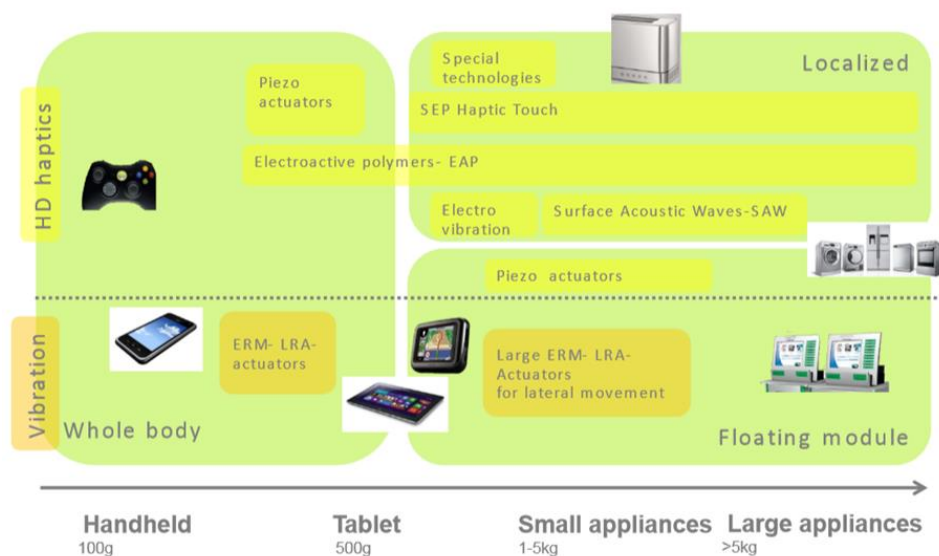 Special
technologies
Localized
Piezo
actuators
SEP Haptic Touch
HD haptics
Electroactive polymers- EAP
Electro
vibration
Surface Acoustic Waves-SAW
Piezo actuators
Vibration
ERM- LRA-
actuators
Large ERM- LRA-
Actuators
for lateral movement
Whole body
Floating module
Handheld
100g
Tablet
500g
Small appliances
1-5kg
Large appliances
>5kg